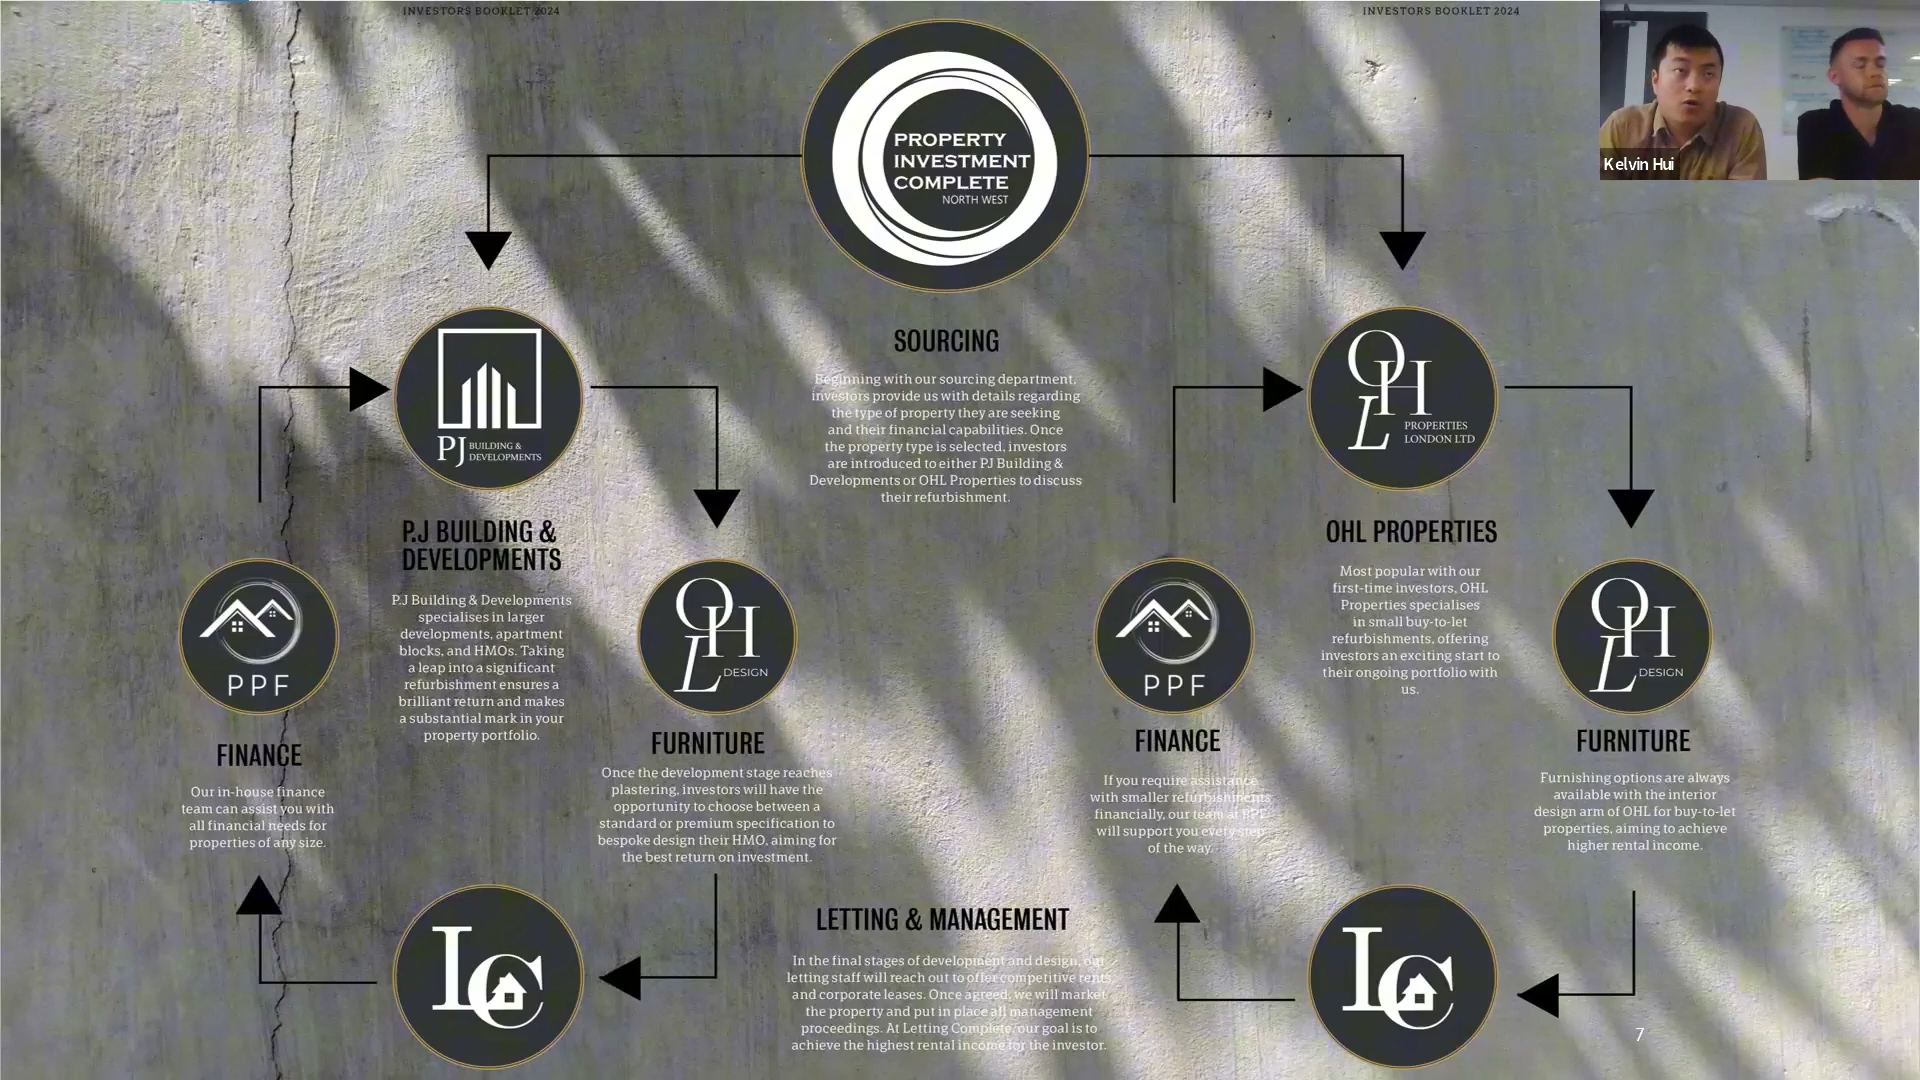 INVESTORS BOOKLET 2024
INVESTORS BOOKLET 2024
Kelvin Hui
PROPERTY
INVESTMENT
COMPLETE
NORTH WEST
SOURCING
Beginning with our sourcing department,
investors provide us with details regarding
the type of property they are seeking
and their financial capabilities. Once
the property type is selected, investors
are introduced to either PJ Building &
Developments or OHL Properties to discuss
their refurbishment.
PJ BUILDING &
DEVELOPMENTS
P.J BUILDING &
DEVELOPMENTS
P.J Building & Developments
specialises in larger
developments, apartment
blocks, and HMOs. Taking
a leap into a significant
refurbishment ensures a
brilliant return and makes
a substantial mark in your
property portfolio.
PPF
FINANCE
Our in-house finance
team can assist you with
all financial needs for
properties of any size.
OHL DESIGN
FURNITURE
Once the development stage reaches
plastering, investors will have the
opportunity to choose between a
standard or premium specification to
bespoke design their HMO, aiming for
the best return on investment.
LC
OHL PROPERTIES
LONDON LTD
OHL PROPERTIES
Most popular with our
first-time investors, OHL
Properties specialises
in small buy-to-let
refurbishments, offering
investors an exciting start to
their ongoing portfolio with
us.
PPF
FINANCE
If you require assistance
with smaller refurbishments
financially, our team at PPF
will support you every step
of the way.
OHL DESIGN
FURNITURE
Furnishing options are always
available with the interior
design arm of OHL for buy-to-let
properties, aiming to achieve
higher rental income.
LC
LETTING & MANAGEMENT
In the final stages of development and design, our
letting staff will reach out to offer competitive rents
and corporate leases. Once agreed, we will market
the property and put in place all management
proceedings. At Letting Complete, our goal is to
achieve the highest rental income for the investor.
7